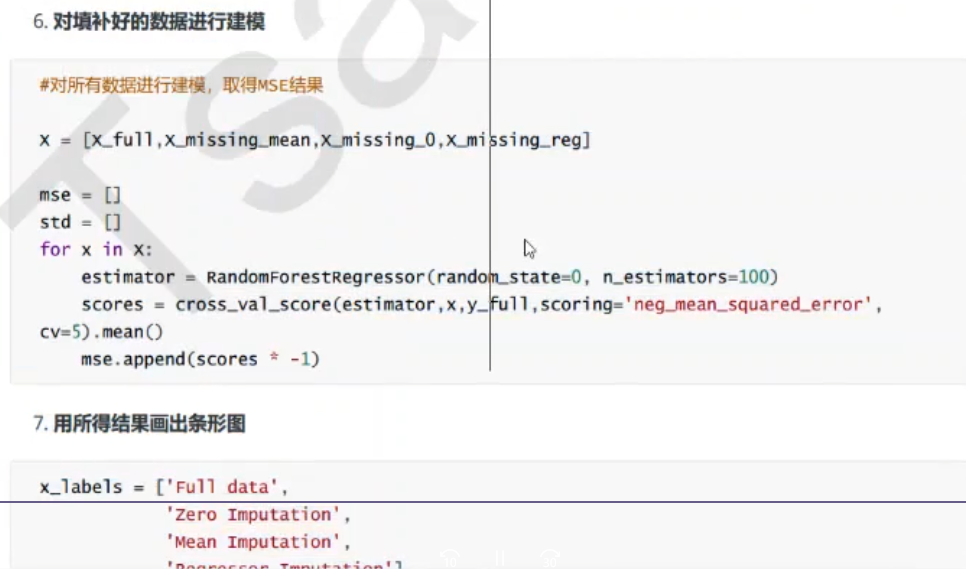 6. 对填补好的数据进行建模
#对所有数据进行建模，取得MSE结果
X = [X_full,X_missing_mean,X_missing_0,X_missing_reg]
mse = []
std = []
for x in X:
estimator = RandomForestRegressor(random_state=0, n_estimators=100)
scores = cross_val_score(estimator,x,y_full,scoring='neg_mean_squared_error',
cv=5).mean()
mse.append(scores * -1)
7. 用所得结果画出条形图
x_labels = ['Full data',
'Zero Imputation',
'Mean Imputation',
'Regressor Imputation']
Tsa